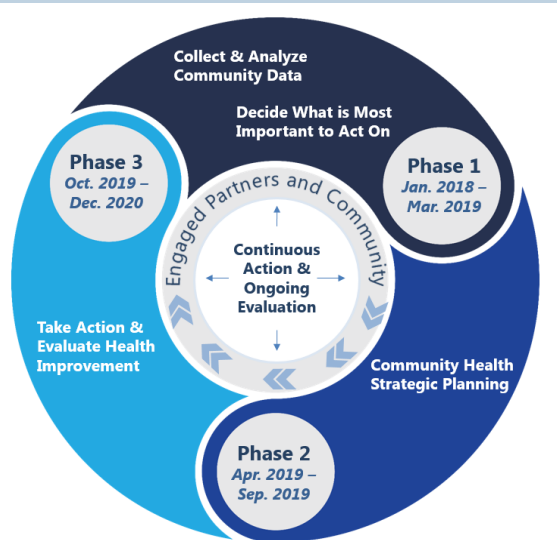 Collect & Analyze
Community Data
Decide What is Most
Important to Act On
Phase 1
Jan. 2018 –
Mar. 2019
Community Health
Strategic Planning
Phase 2
Apr. 2019 –
Sep. 2019
Take Action &
Evaluate Health
Improvement
Phase 3
Oct. 2019 –
Dec. 2020
Engaged Partners and Community
Continuous
Action &
Ongoing
Evaluation